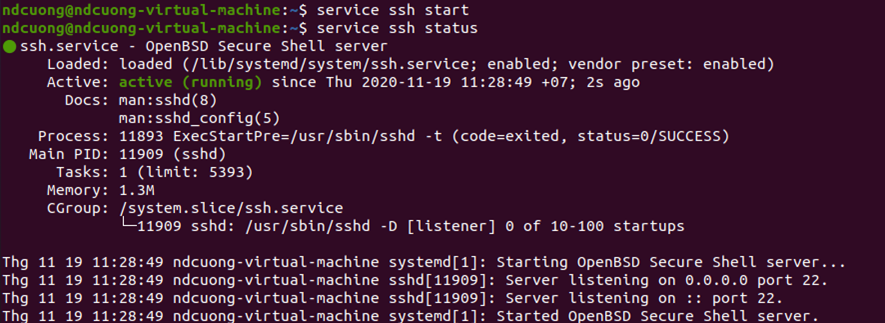 ndcuong@ndcuong-virtual-machine:~$ service ssh start
ndcuong@ndcuong-virtual-machine:~$ service ssh status
● ssh.service - OpenBSD Secure Shell server
Loaded: loaded (/lib/systemd/system/ssh.service; enabled; vendor preset: enabled)
Active: active (running) since Thu 2020-11-19 11:28:49 +07; 2s ago
Docs: man:sshd(8)
man:sshd_config(5)
Process: 11893 ExecStartPre=/usr/sbin/sshd -t (code=exited, status=0/SUCCESS)
Main PID: 11909 (sshd)
Tasks: 1 (limit: 5393)
Memory: 1.3M
CGroup: /system.slice/ssh.service
└─11909 sshd: /usr/sbin/sshd -D [listener] 0 of 10-100 startups
Thg 11 19 11:28:49 ndcuong-virtual-machine systemd[1]: Starting OpenBSD Secure Shell server...
Thg 11 19 11:28:49 ndcuong-virtual-machine sshd[11909]: Server listening on 0.0.0.0 port 22.
Thg 11 19 11:28:49 ndcuong-virtual-machine sshd[11909]: Server listening on :: port 22.
Thg 11 19 11:28:49 ndcuong-virtual-machine systemd[1]: Started OpenBSD Secure Shell server.